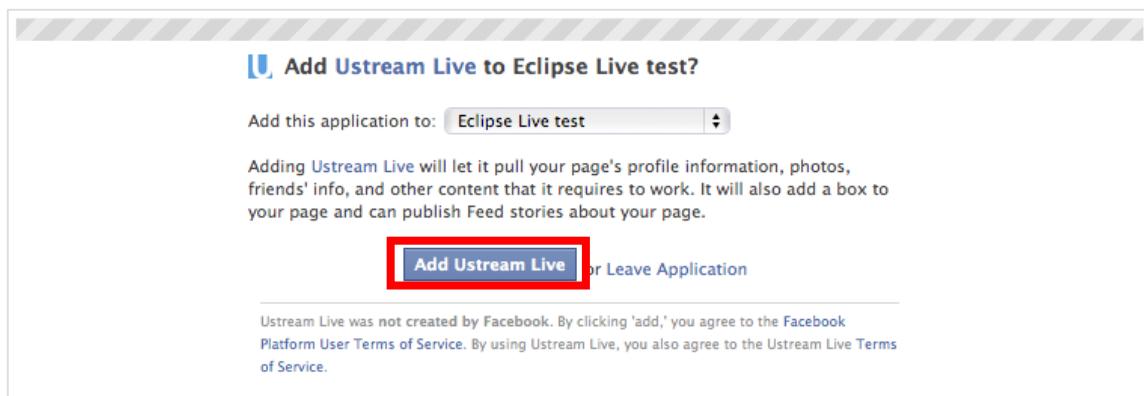 Add Ustream Live to Eclipse Live test?
Add this application to: Eclipse Live test
Adding Ustream Live will let it pull your page's profile information, photos,
friends' info, and other content that it requires to work. It will also add a box to
your page and can publish Feed stories about your page.
Add Ustream Live or Leave Application
Ustream Live was not created by Facebook. By clicking 'add,' you agree to the Facebook
Platform User Terms of Service. By using Ustream Live, you also agree to the Ustream Live Terms
of Service.